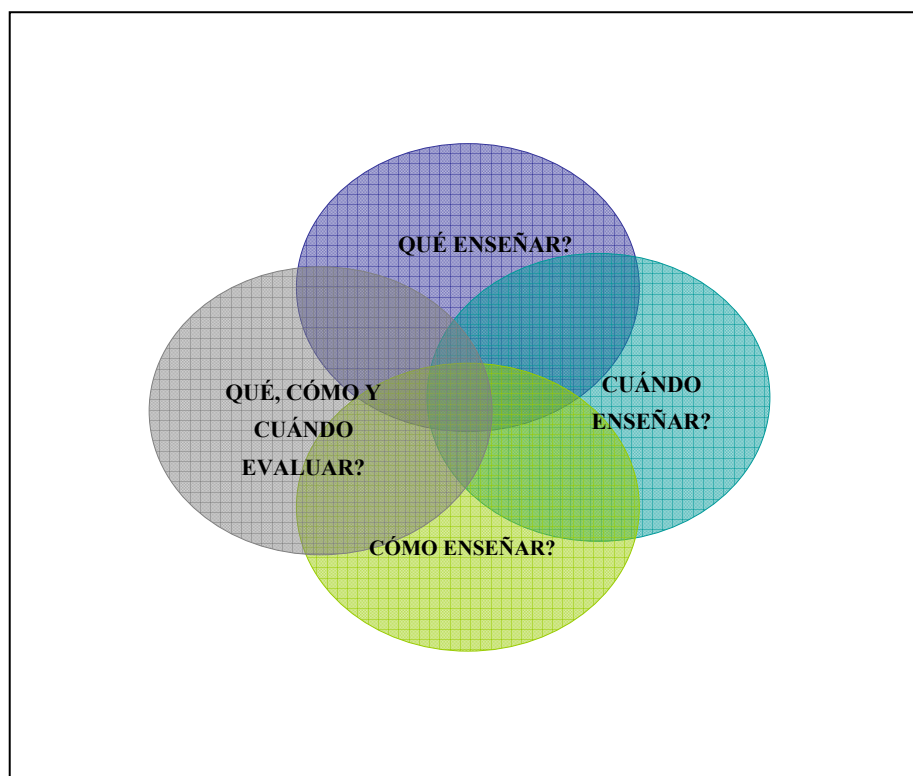 QUÉ ENSEÑAR?
CUÁNDO
ENSEÑAR?
QUÉ, CÓMO Y
CUÁNDO
EVALUAR?
CÓMO ENSEÑAR?